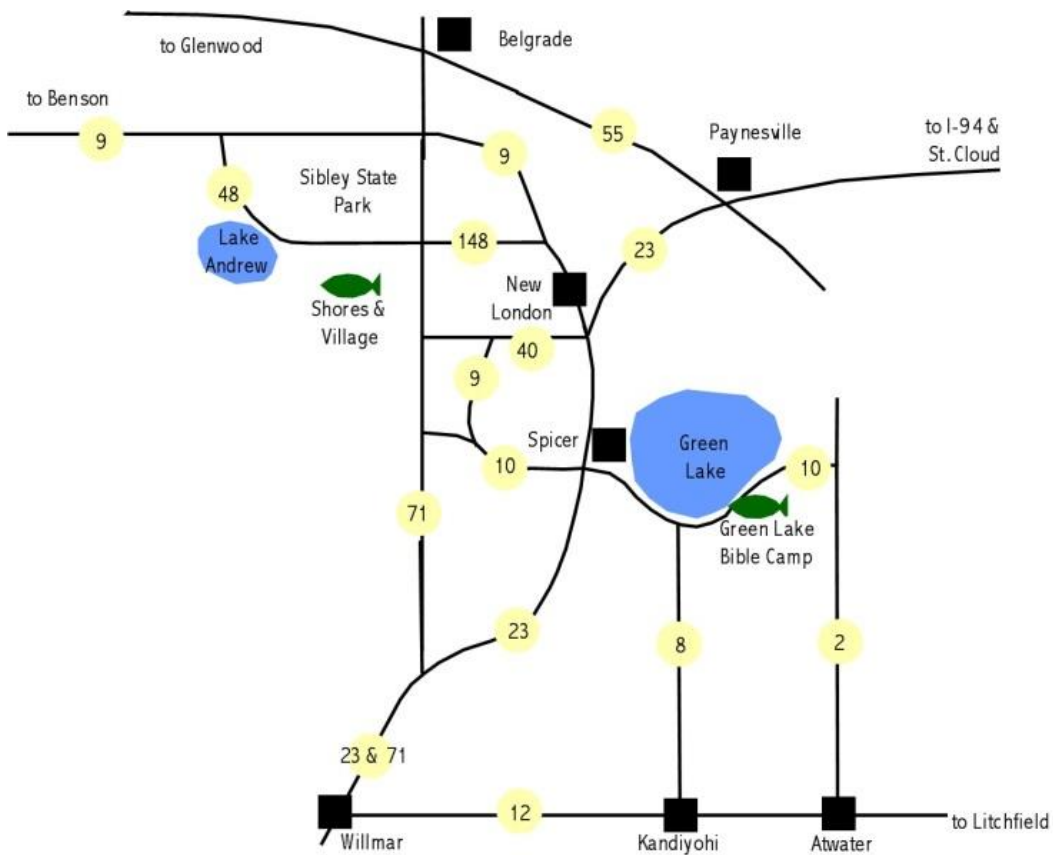 Belgrade
to Glenwood
to Benson
55
Paynesville
to I-94 &
St. Cloud
9
9
Sibley State
Park
48
Lake
Andrew
148
23
New
London
Shores &
Village
40
9
Spicer
Green
Lake
10
10
71
Green Lake
Bible Camp
23
8
2
23 & 71
12
to Litchfield
Willmar
Kandiyohi
Atwater